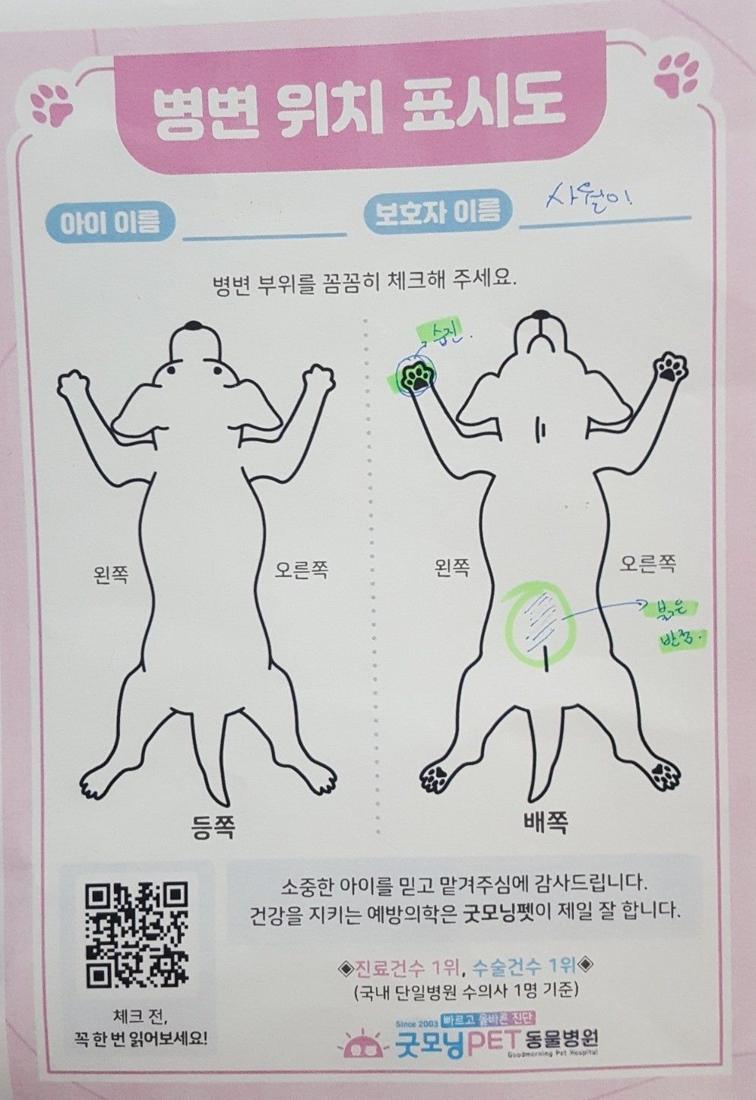 병변 위치 표시도
아이 이름
보호자 이름 사월이
병변 부위를 꼼꼼히 체크해 주세요.
습진.
왼쪽
오른쪽
왼쪽
오른쪽
붉은
반점.
등쪽
배쪽
소중한 아이를 믿고 맡겨주심에 감사드립니다.
건강을 지키는 예방의학은 굿모닝펫이 제일 잘 합니다.
◈진료건수 1위, 수술건수 1위◈
(국내 단일병원 수의사 1명 기준)
체크 전,
꼭 한 번 읽어보세요!
Since 2003 빠르고 올바른 진단
굿모닝PET 동물병원
Goodmorning Pet Hospital